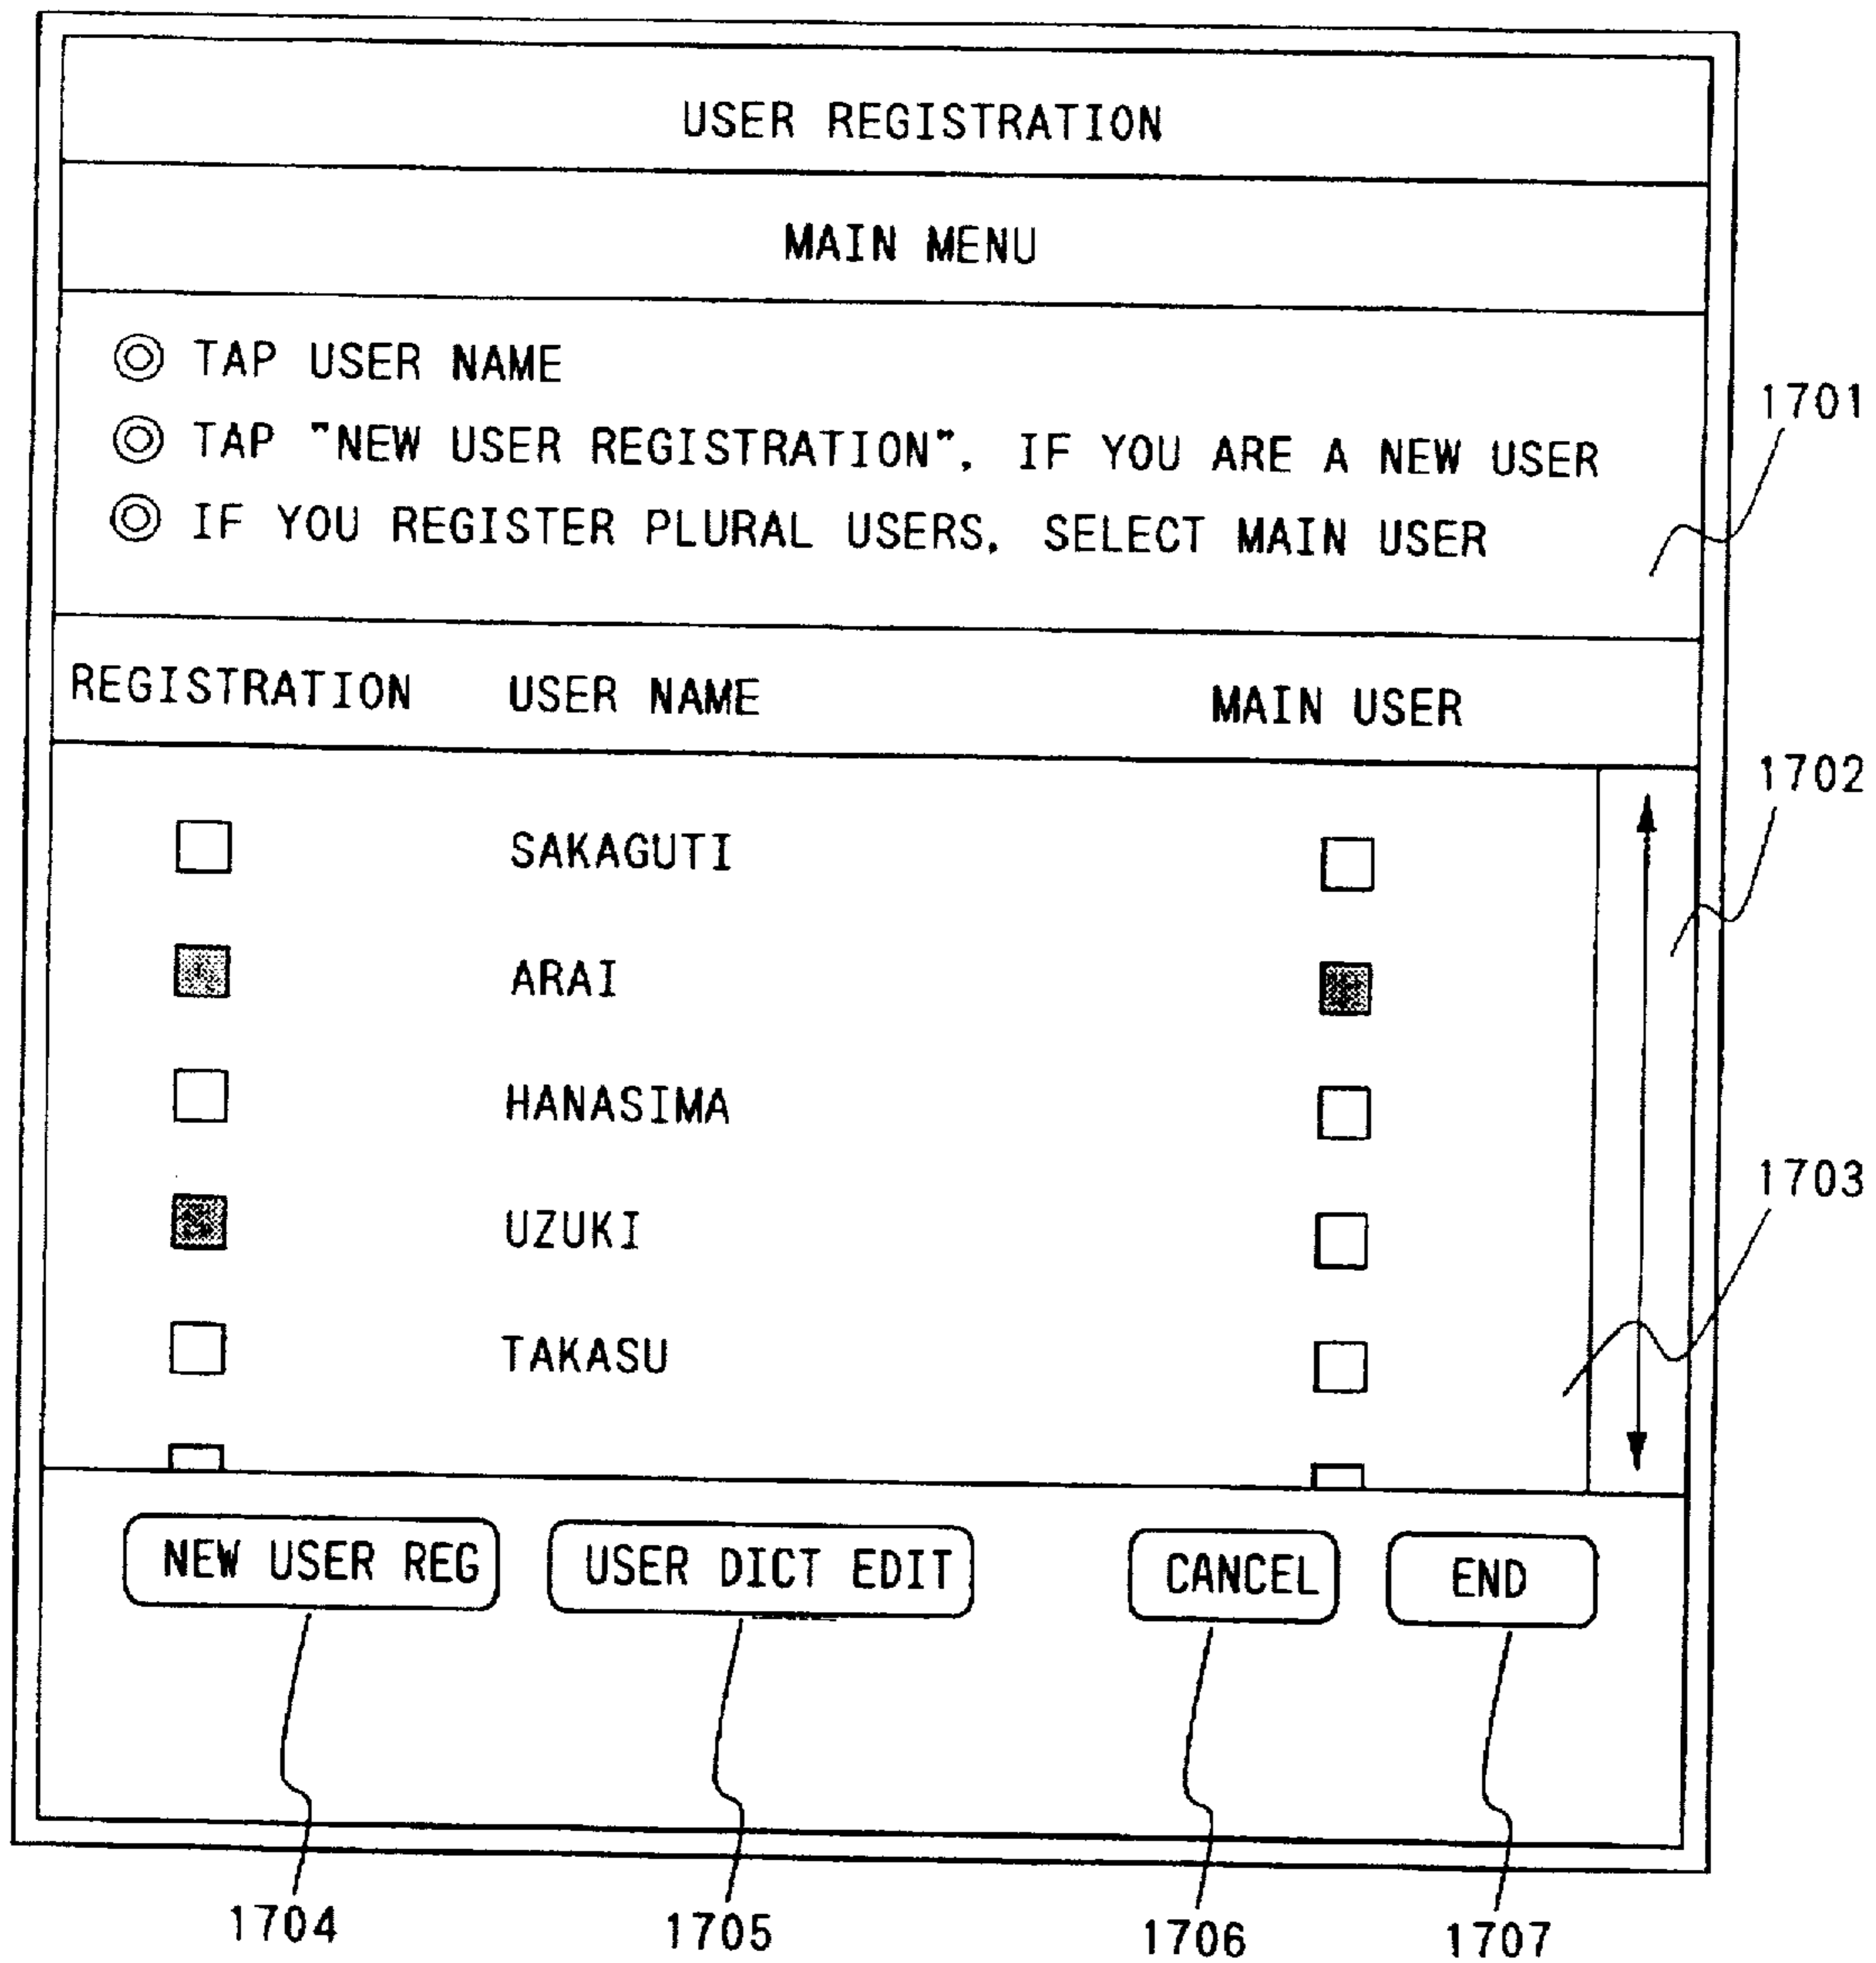 USER REGISTRATION
MAIN MENU
◎ TAP USER NAME
◎ TAP "NEW USER REGISTRATION", IF YOU ARE A NEW USER
◎ IF YOU REGISTER PLURAL USERS, SELECT MAIN USER
1701
REGISTRATION USER NAME MAIN USER
1702
SAKAGUTI
ARAI
HANASIMA
1703
UZUKI
TAKASU
NEW USER REG USER DICT EDIT CANCEL END
1704 1705 1706 1707